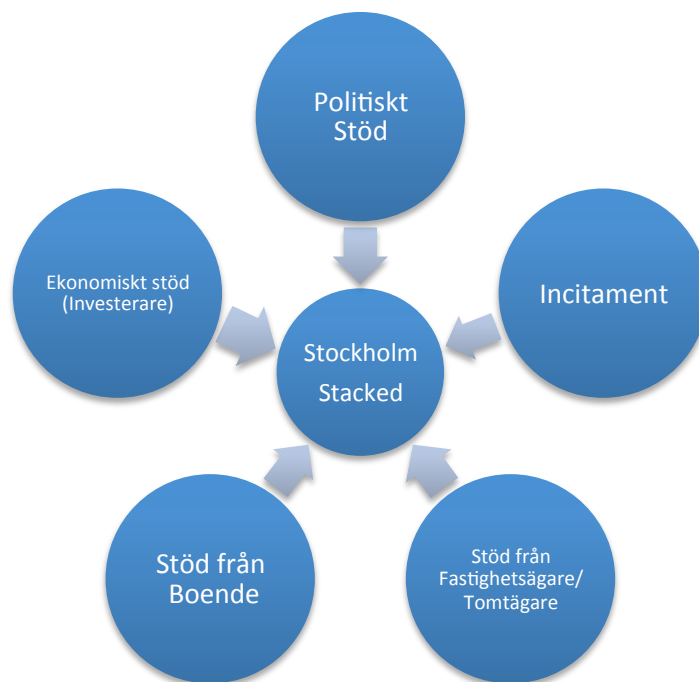 Politiskt
Stöd
Ekonomiskt stöd
(Investerare)
Incitament
Stockholm
Stacked
Stöd från
Boende
Stöd från
Fastighetsägare/
Tomtägare